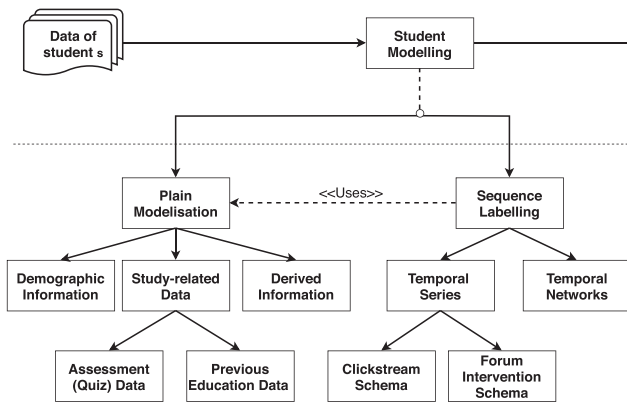 Data of
student s
Student
Modelling
<<Uses>>
Plain
Modelisation
Sequence
Labelling
Demographic
Information
Study-related
Data
Derived
Information
Temporal
Series
Temporal
Networks
Assessment
(Quiz) Data
Previous
Education Data
Clickstream
Schema
Forum
Intervention
Schema